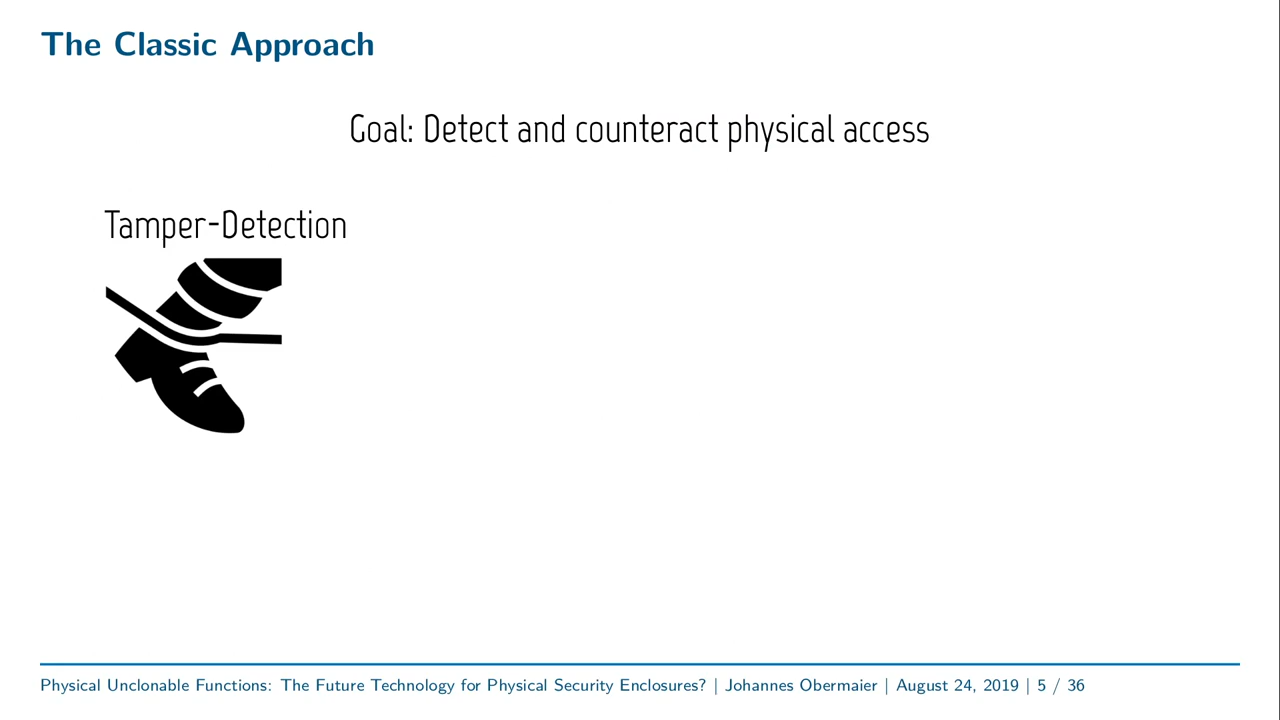 The Classic Approach
Goal: Detect and counteract physical access
Tamper-Detection
Physical Unclonable Functions: The Future Technology for Physical Security Enclosures? | Johannes Obermaier | August 24, 2019 | 5 / 36